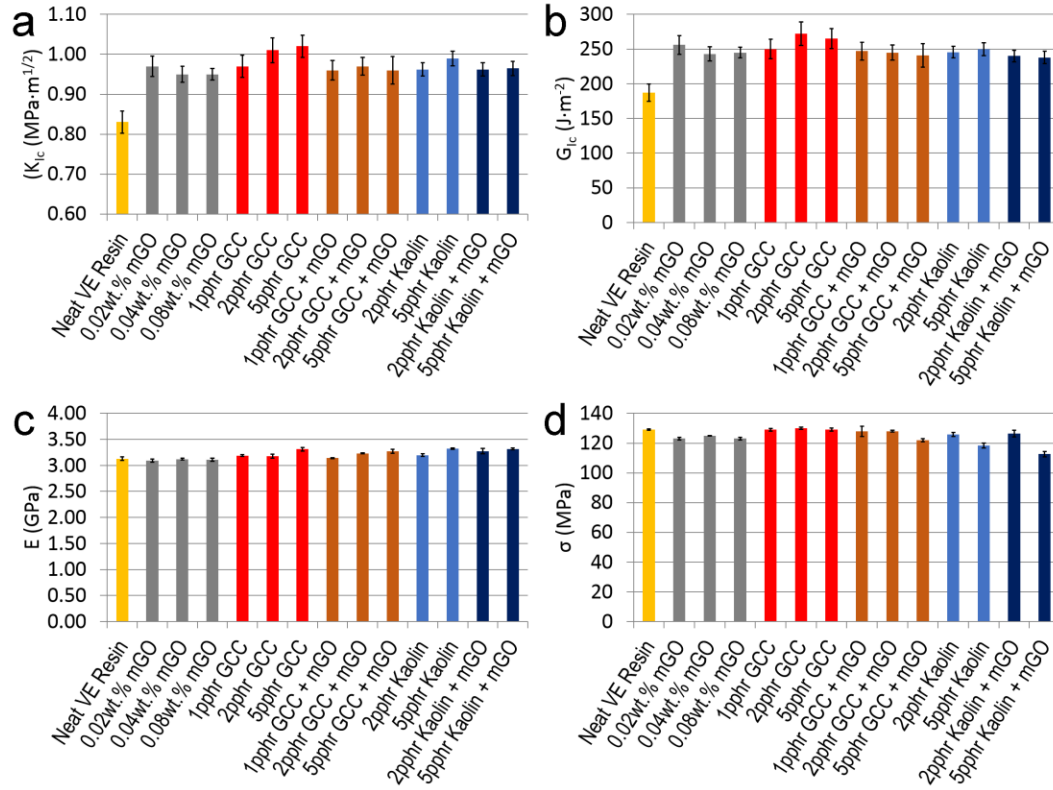 a
(K_Ic (MPa·m^1/2)
1.10
1.00
0.90
0.80
0.70
0.60
Neat VE Resin
0.02wt.% mGO
0.04wt.% mGO
0.08wt.% mGO
1pphr GCC
2pphr GCC
5pphr GCC
1pphr GCC + mGO
2pphr GCC + mGO
5pphr GCC + mGO
2pphr Kaolin
5pphr Kaolin
2pphr Kaolin + mGO
5pphr Kaolin + mGO
b
G_Ic (J·m^-2)
300
250
200
150
100
50
0
Neat VE Resin
0.02wt.% mGO
0.04wt.% mGO
0.08wt.% mGO
1pphr GCC
2pphr GCC
5pphr GCC
1pphr GCC + mGO
2pphr GCC + mGO
5pphr GCC + mGO
2pphr Kaolin
5pphr Kaolin
2pphr Kaolin + mGO
5pphr Kaolin + mGO
c
E (GPa)
4.00
3.50
3.00
2.50
2.00
1.50
1.00
0.50
0.00
Neat VE Resin
0.02wt.% mGO
0.04wt.% mGO
0.08wt.% mGO
1pphr GCC
2pphr GCC
5pphr GCC
1pphr GCC + mGO
2pphr GCC + mGO
5pphr GCC + mGO
2pphr Kaolin
5pphr Kaolin
2pphr Kaolin + mGO
5pphr Kaolin + mGO
d
σ (MPa)
140
120
100
80
60
40
20
0
Neat VE Resin
0.02wt.% mGO
0.04wt.% mGO
0.08wt.% mGO
1pphr GCC
2pphr GCC
5pphr GCC
1pphr GCC + mGO
2pphr GCC + mGO
5pphr GCC + mGO
2pphr Kaolin
5pphr Kaolin
2pphr Kaolin + mGO
5pphr Kaolin + mGO